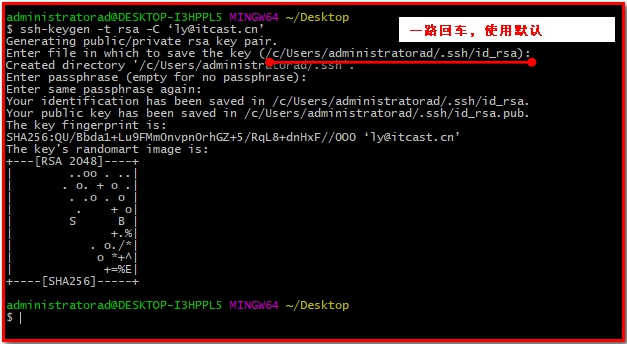 administratorad@DESKTOP-I3HPPL5 MINGW64 ~/Desktop
$ ssh-keygen -t rsa -C ‘ly@itcast.cn’
一路回车，使用默认
Generating public/private rsa key pair.
Enter file in which to save the key (/c/Users/administratorad/.ssh/id_rsa):
Created directory '/c/Users/administratorad/.ssh'.
Enter passphrase (empty for no passphrase):
Enter same passphrase again:
Your identification has been saved in /c/Users/administratorad/.ssh/id_rsa.
Your public key has been saved in /c/Users/administratorad/.ssh/id_rsa.pub.
The key fingerprint is:
SHA256:QU/Bbda1+Lu9FMmOnvpnOrhGZ+5/RqL8+dnHxF//OOO ‘ly@itcast.cn’
The key's randomart image is:
+---[RSA 2048]----+
|       ..oo . ..|
|      . o. + o .|
|      . .o . o |
|       .    + o|
|       S      B |
|             +.%|
|          . o./*|
|           o *+^|
|            +=%E|
+----[SHA256]-----+
administratorad@DESKTOP-I3HPPL5 MINGW64 ~/Desktop
$